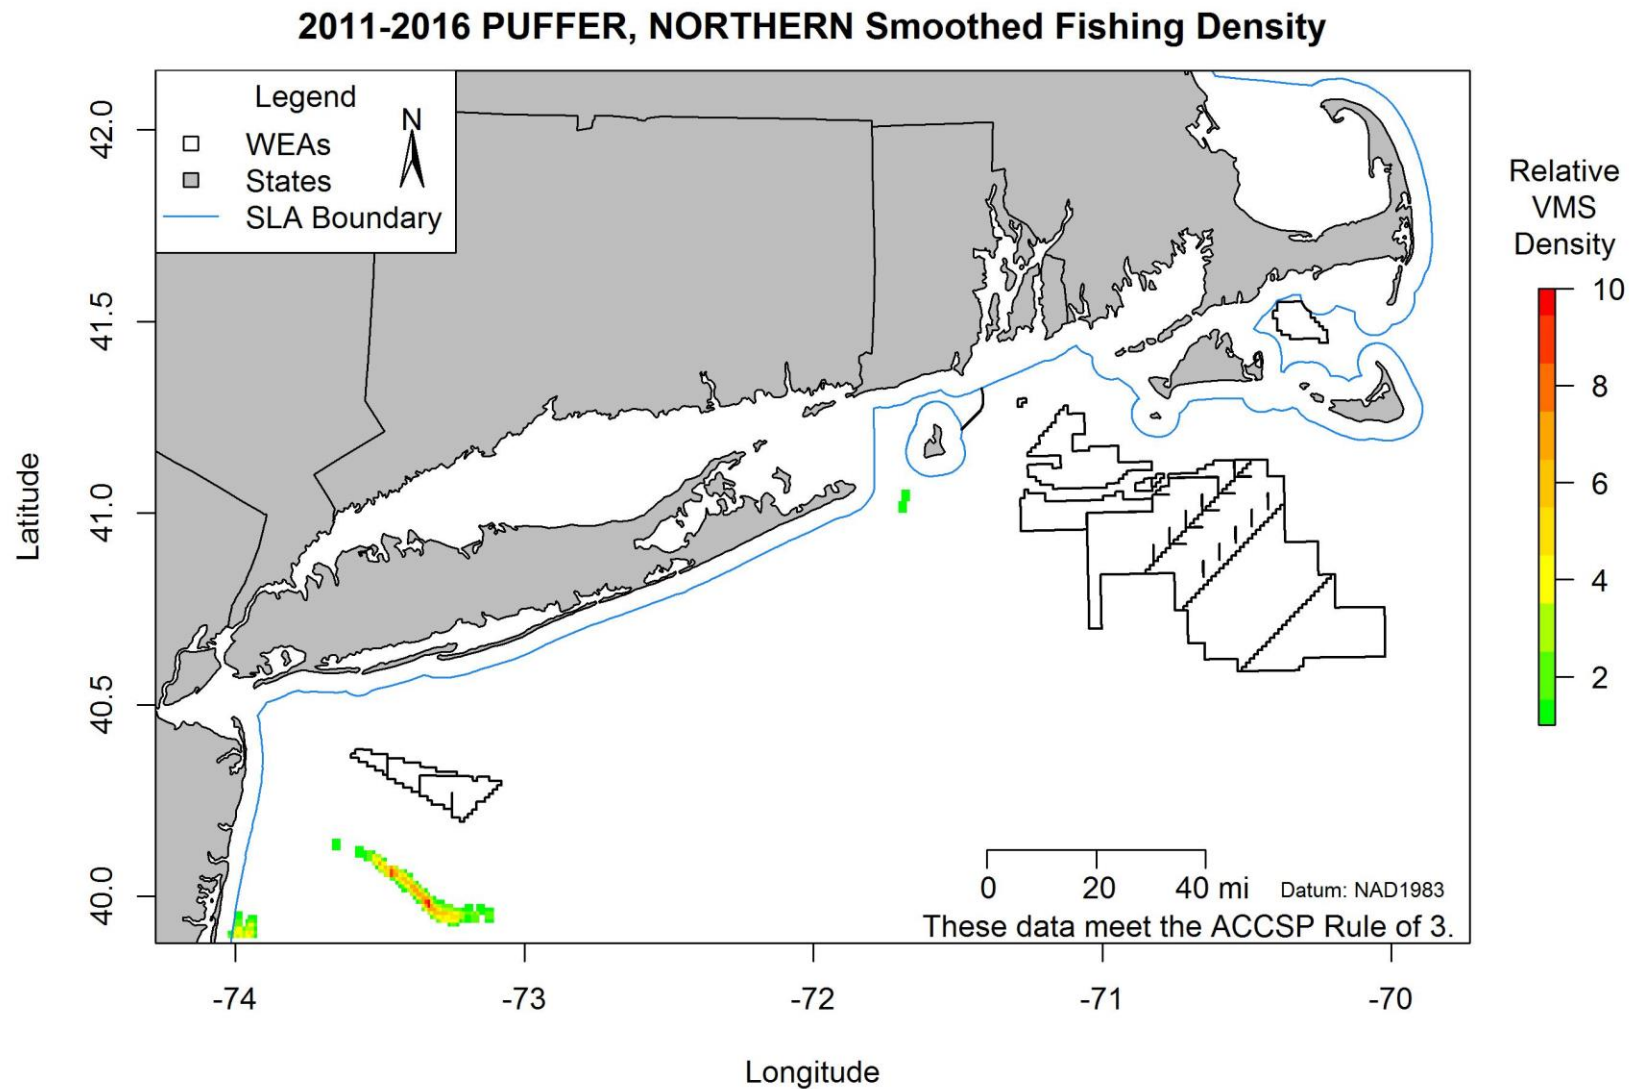 2011-2016 PUFFER, NORTHERN Smoothed Fishing Density
Legend
N
WEAs
States
SLA Boundary
Relative
VMS
Density
10
8
6
4
2
Latitude
42.0
41.5
41.0
40.5
40.0
0 20 40 mi
Datum: NAD1983
These data meet the ACCSP Rule of 3.
-74 -73 -72 -71 -70
Longitude